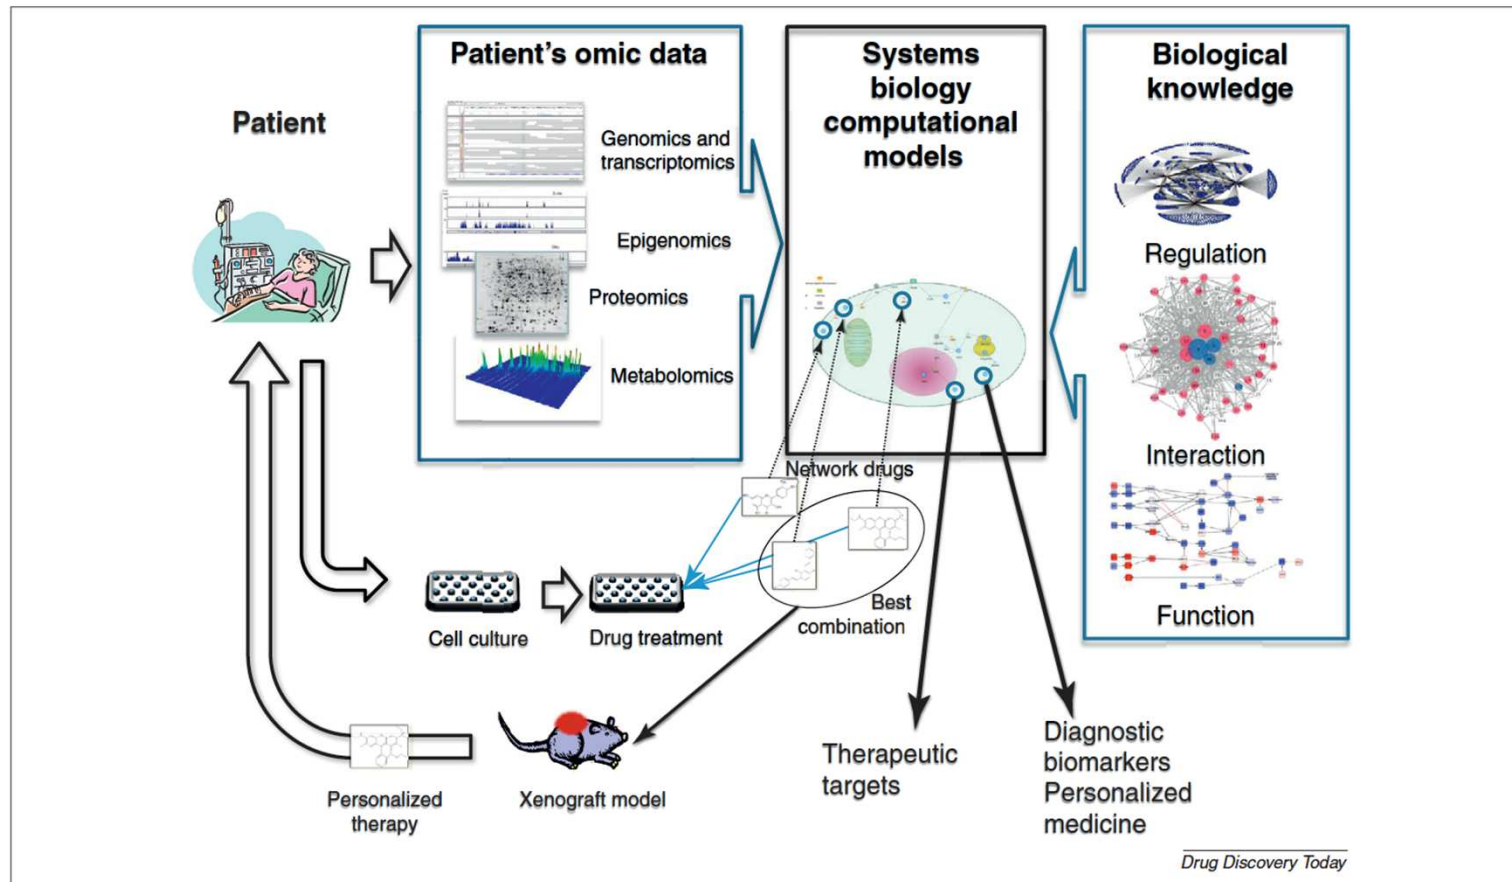 Patient
Patient's omic data
Genomics and
transcriptomics
Epigenomics
Proteomics
Metabolomics
Systems
biology
computational
models
Biological
knowledge
Regulation
Interaction
Function
Network drugs
Best
combination
Cell culture
Drug treatment
Personalized
therapy
Xenograft model
Therapeutic
targets
Diagnostic
biomarkers
Personalized
medicine
Drug Discovery Today